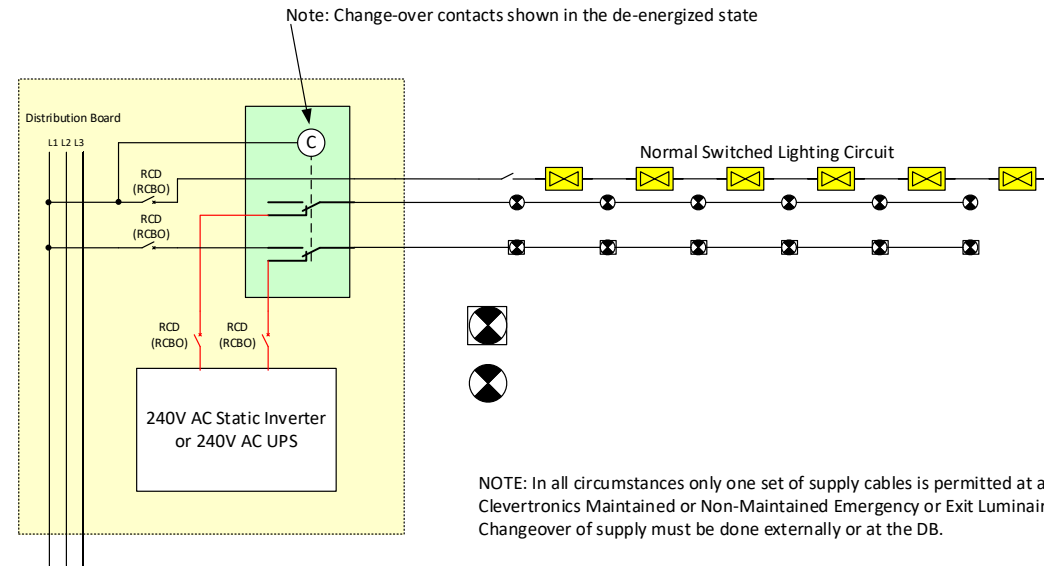 Note: Change-over contacts shown in the de-energized state
Distribution Board
L1 L2 L3
C
Normal Switched Lighting Circuit
RCD
(RCBO)
RCD
(RCBO)
RCD
(RCBO)
RCD
(RCBO)
240V AC Static Inverter
or 240V AC UPS
NOTE: In all circumstances only one set of supply cables is permitted at a
Clevertronics Maintained or Non-Maintained Emergency or Exit
Changeover of supply must be done externally or at the DB.